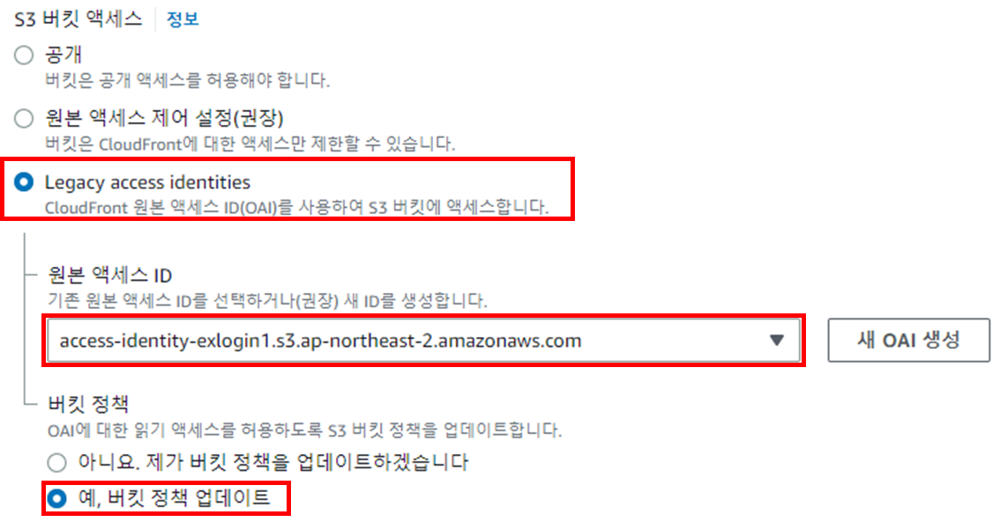 S3 버킷 액세스 정보
공개
버킷은 공개 액세스를 허용해야 합니다.
원본 액세스 제어 설정(권장)
버킷은 CloudFront에 대한 액세스만 제한할 수 있습니다.
Legacy access identities
CloudFront 원본 액세스 ID(OAI)를 사용하여 S3 버킷에 액세스합니다.
원본 액세스 ID
기존 원본 액세스 ID를 선택하거나(권장) 새 ID를 생성합니다.
access-identity-exlogin1.s3.ap-northeast-2.amazonaws.com 새 OAI 생성
버킷 정책
OAI에 대한 읽기 액세스를 허용하도록 S3 버킷 정책을 업데이트합니다.
아니요. 제가 버킷 정책을 업데이트하겠습니다
예, 버킷 정책 업데이트